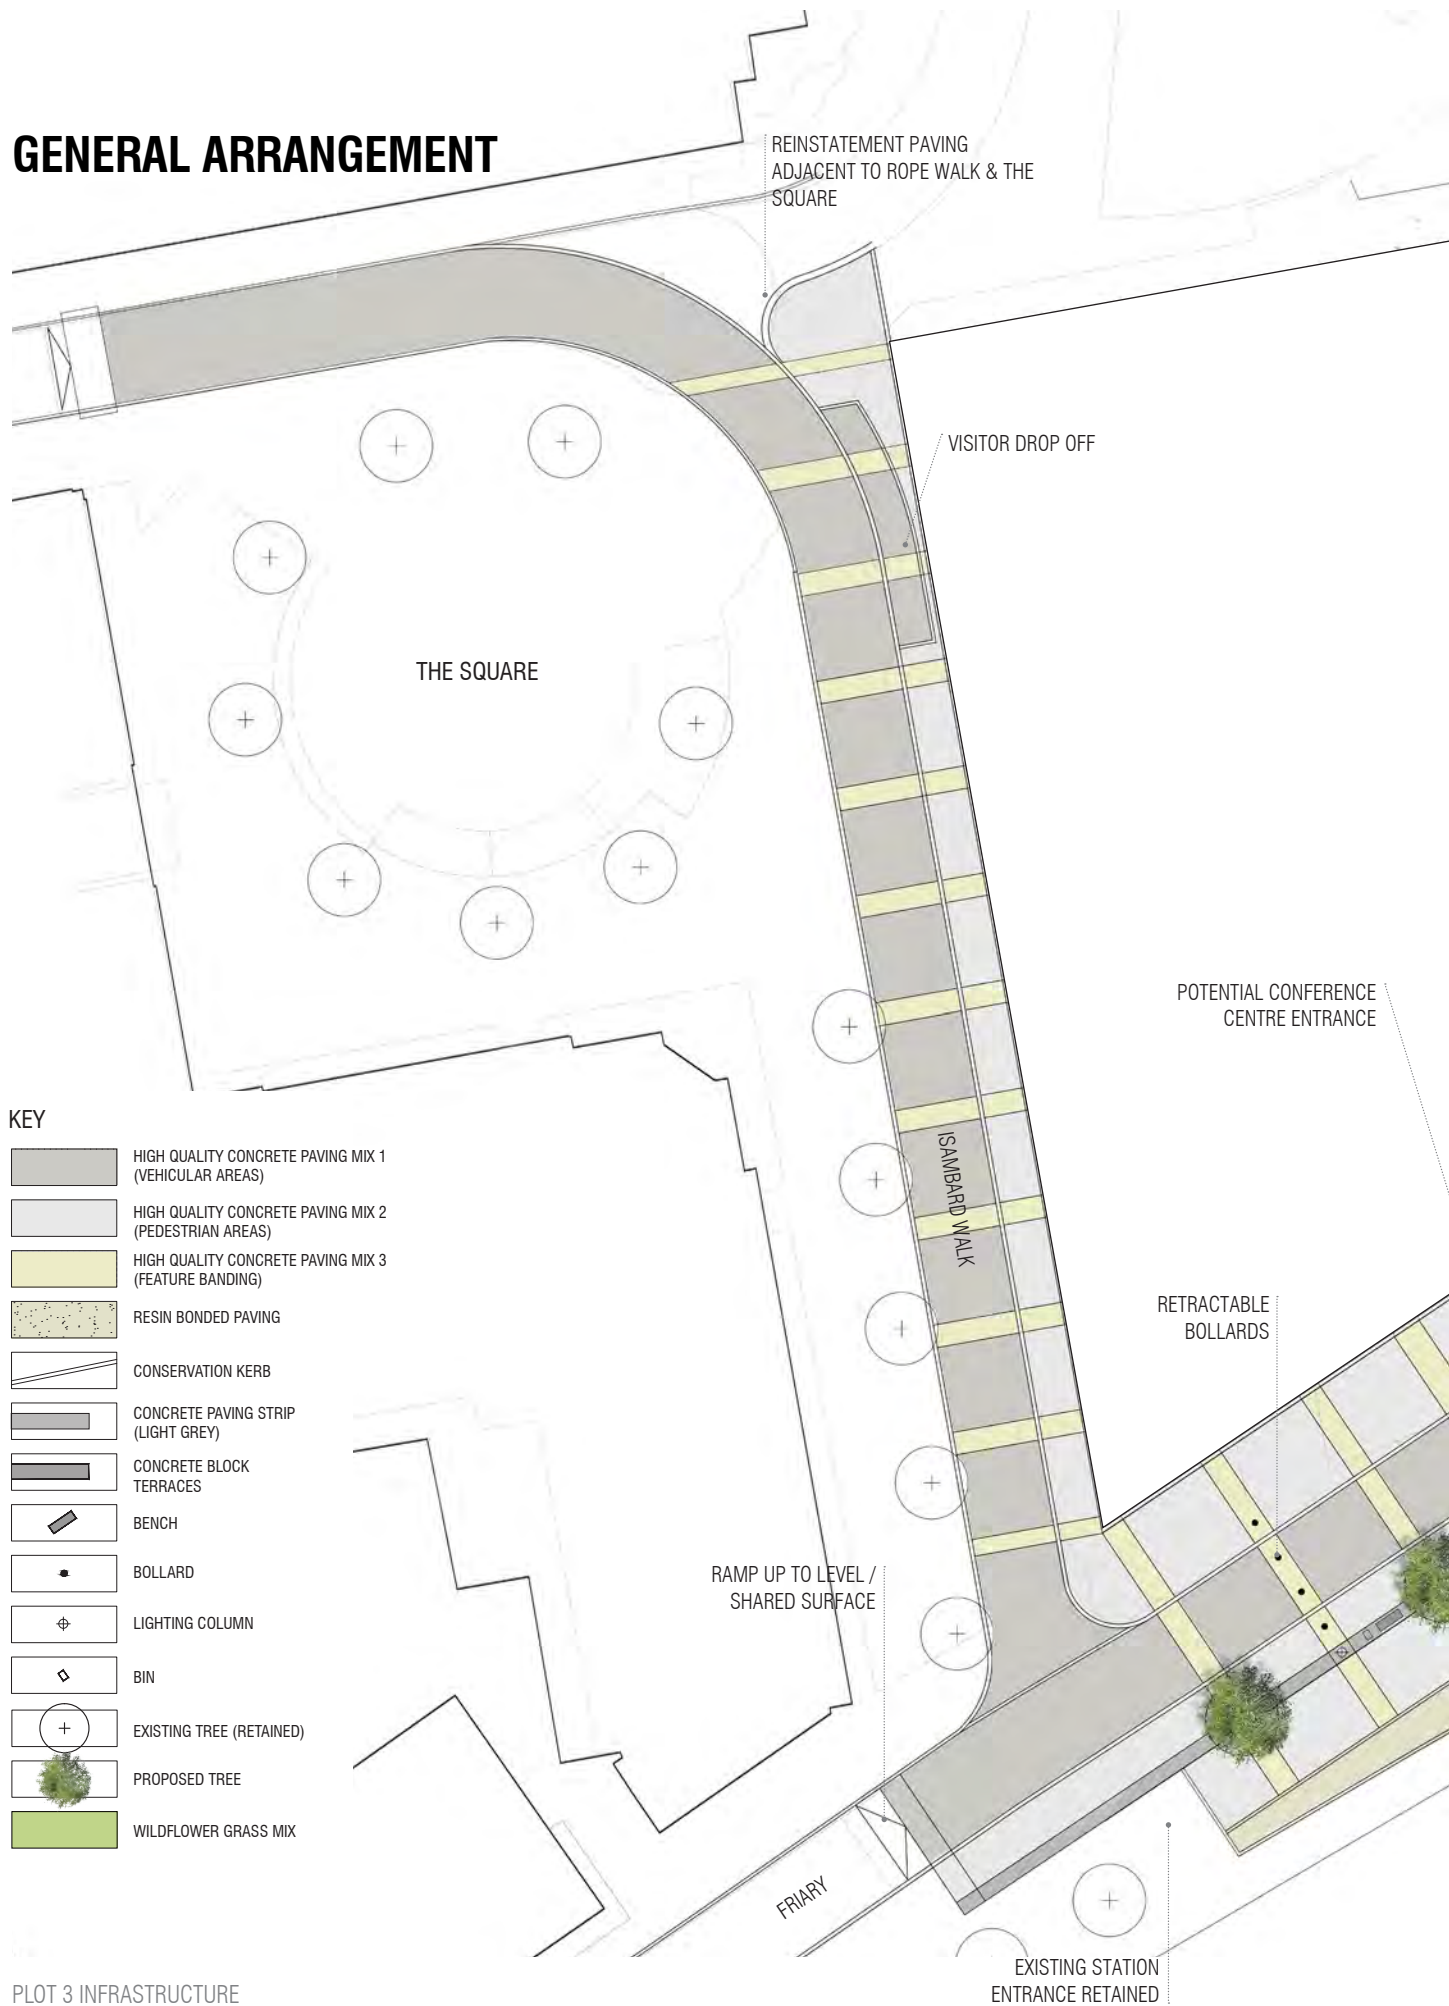 GENERAL ARRANGEMENT
REINSTATEMENT PAVING
ADJACENT TO ROPE WALK & THE
SQUARE
VISITOR DROP OFF
THE SQUARE
POTENTIAL CONFERENCE
CENTRE ENTRANCE
ISAMBARD WALK
RETRACTABLE
BOLLARDS
RAMP UP TO LEVEL /
SHARED SURFACE
FRIARY
EXISTING STATION
ENTRANCE RETAINED
KEY
HIGH QUALITY CONCRETE PAVING MIX 1
(VEHICULAR AREAS)
HIGH QUALITY CONCRETE PAVING MIX 2
(PEDESTRIAN AREAS)
HIGH QUALITY CONCRETE PAVING MIX 3
(FEATURE BANDING)
RESIN BONDED PAVING
CONSERVATION KERB
CONCRETE PAVING STRIP
(LIGHT GREY)
CONCRETE BLOCK
TERRACES
BENCH
BOLLARD
LIGHTING COLUMN
BIN
EXISTING TREE (RETAINED)
PROPOSED TREE
WILDFLOWER GRASS MIX
PLOT 3 INFRASTRUCTURE